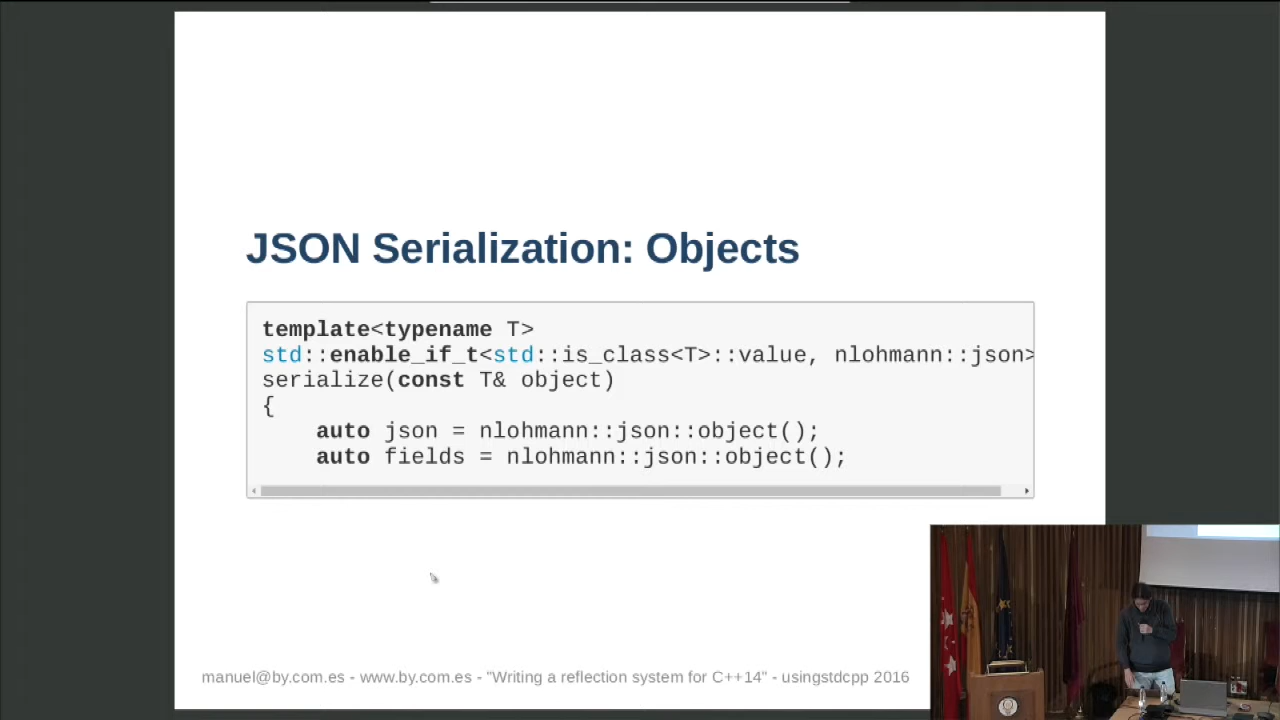 JSON Serialization: Objects
template<typename T>
std::enable_if_t<std::is_class<T>::value, nlohmann::json>
serialize(const T& object)
{
    auto json = nlohmann::json::object();
    auto fields = nlohmann::json::object();
manuel@by.com.es - www.by.com.es - "Writing a reflection system for C++14" - usingstdcpp 2016